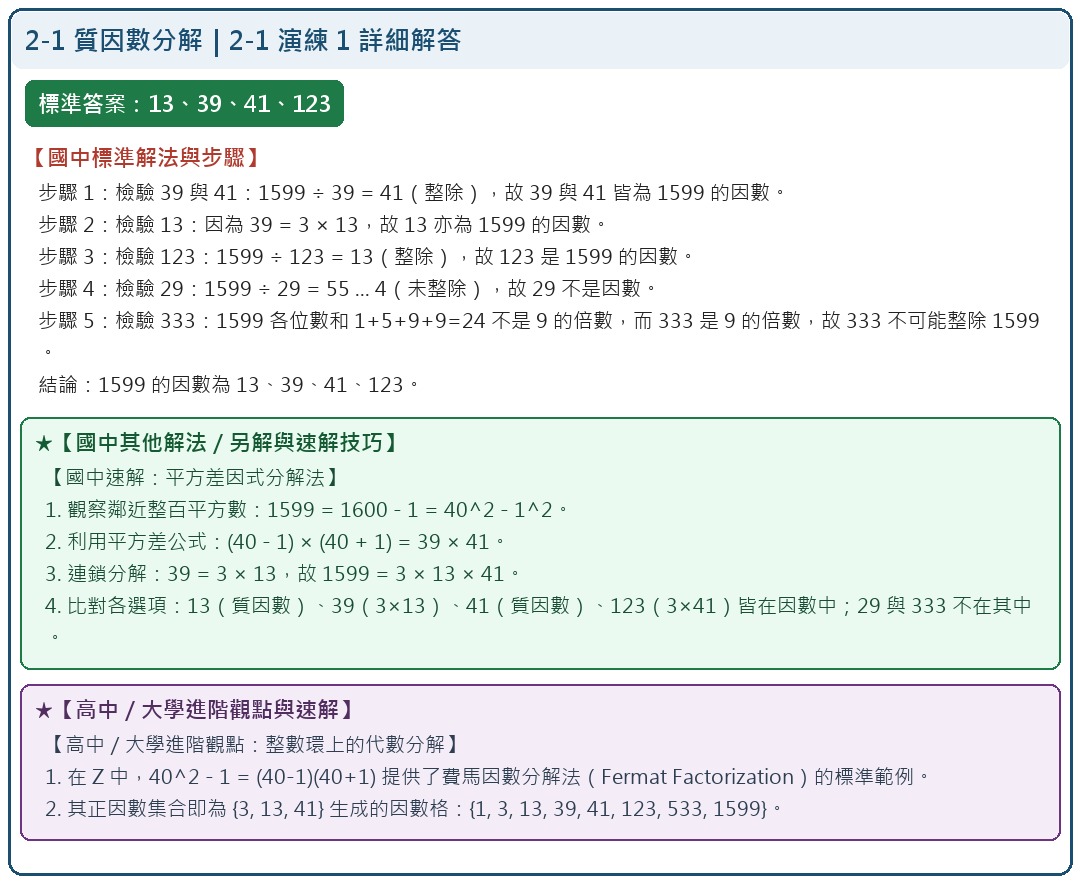 2-1 質因數分解 | 2-1 演練 1 詳細解答
標準答案：13、39、41、123
【國中標準解法與步驟】
步驟 1：檢驗 39 與 41：1599 ÷ 39 = 41（整除），故 39 與 41 皆為 1599 的因數。
步驟 2：檢驗 13：因為 39 = 3 × 13，故 13 亦為 1599 的因數。
步驟 3：檢驗 123：1599 ÷ 123 = 13（整除），故 123 是 1599 的因數。
步驟 4：檢驗 29：1599 ÷ 29 = 55 ... 4（未整除），故 29 不是因數。
步驟 5：檢驗 333：1599 各位數和 1+5+9+9=24 不是 9 的倍數，而 333 是 9 的倍數，故 333 不可能整除 1599
。
結論：1599 的因數為 13、39、41、123。
★【國中其他解法 / 另解與速解技巧】
【國中速解：平方差因式分解法】
1. 觀察鄰近整百平方數：1599 = 1600 - 1 = 40^2 - 1^2。
2. 利用平方差公式：(40 - 1) × (40 + 1) = 39 × 41。
3. 連鎖分解：39 = 3 × 13，故 1599 = 3 × 13 × 41。
4. 比對各選項：13（質因數）、39（3×13）、41（質因數）、123（3×41）皆在因數中；29 與 333 不在其中
。
★【高中 / 大學進階觀點與速解】
【高中 / 大學進階觀點：整數環上的代數分解】
1. 在 Z 中，40^2 - 1 = (40-1)(40+1) 提供了費馬因數分解法（Fermat Factorization）的標準範例。
2. 其正因數集合即為 {3, 13, 41} 生成的因數格：{1, 3, 13, 39, 41, 123, 533, 1599}。